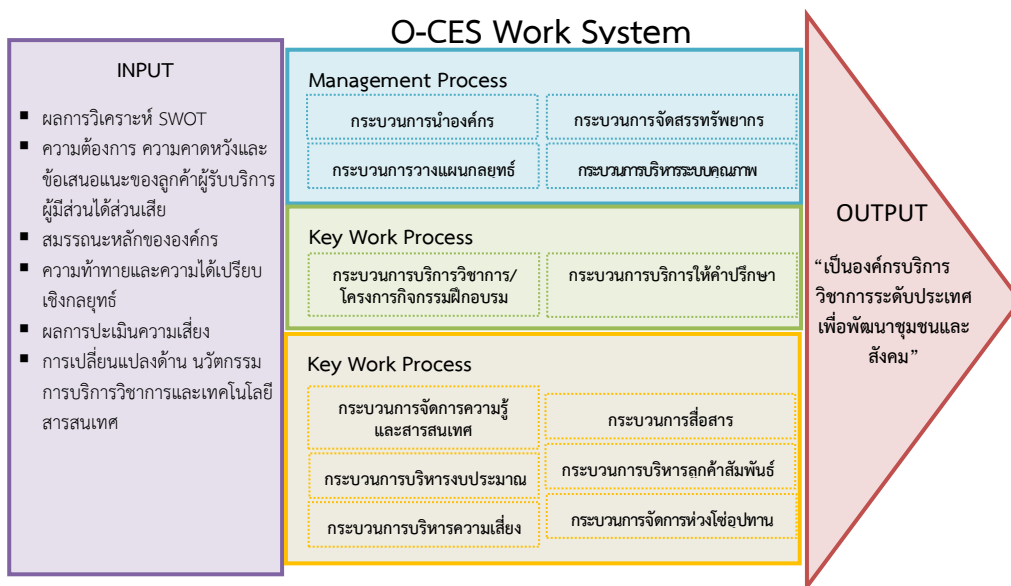 O-CES Work System
INPUT
▪ ผลการวิเคราะห์ SWOT
▪ ความต้องการ ความคาดหวังและ
ข้อเสนอแนะของลูกค้าผู้รับบริการ
ผู้มีส่วนได้ส่วนเสีย
▪ สมรรถนะหลักขององค์กร
▪ ความท้าทายและความได้เปรียบ
เชิงกลยุทธ์
▪ ผลการประเมินความเสี่ยง
▪ การเปลี่ยนแปลงด้าน นวัตกรรม
การบริการวิชาการและเทคโนโลยี
สารสนเทศ
Management Process
กระบวนการนำองค์กร
กระบวนการจัดสรรทรัพยากร
กระบวนการวางแผนกลยุทธ์
กระบวนการบริหารระบบคุณภาพ
Key Work Process
กระบวนการบริการวิชาการ/
โครงการกิจกรรมฝึกอบรม
กระบวนการบริการให้คำปรึกษา
Key Work Process
กระบวนการจัดการความรู้
และสารสนเทศ
กระบวนการสื่อสาร
กระบวนการบริหารงบประมาณ
กระบวนการบริหารลูกค้าสัมพันธ์
กระบวนการบริหารความเสี่ยง
กระบวนการจัดการห่วงโซ่อุปทาน
OUTPUT
“เป็นองค์กรบริการ
วิชาการระดับประเทศ
เพื่อพัฒนาชุมชนและ
สังคม”